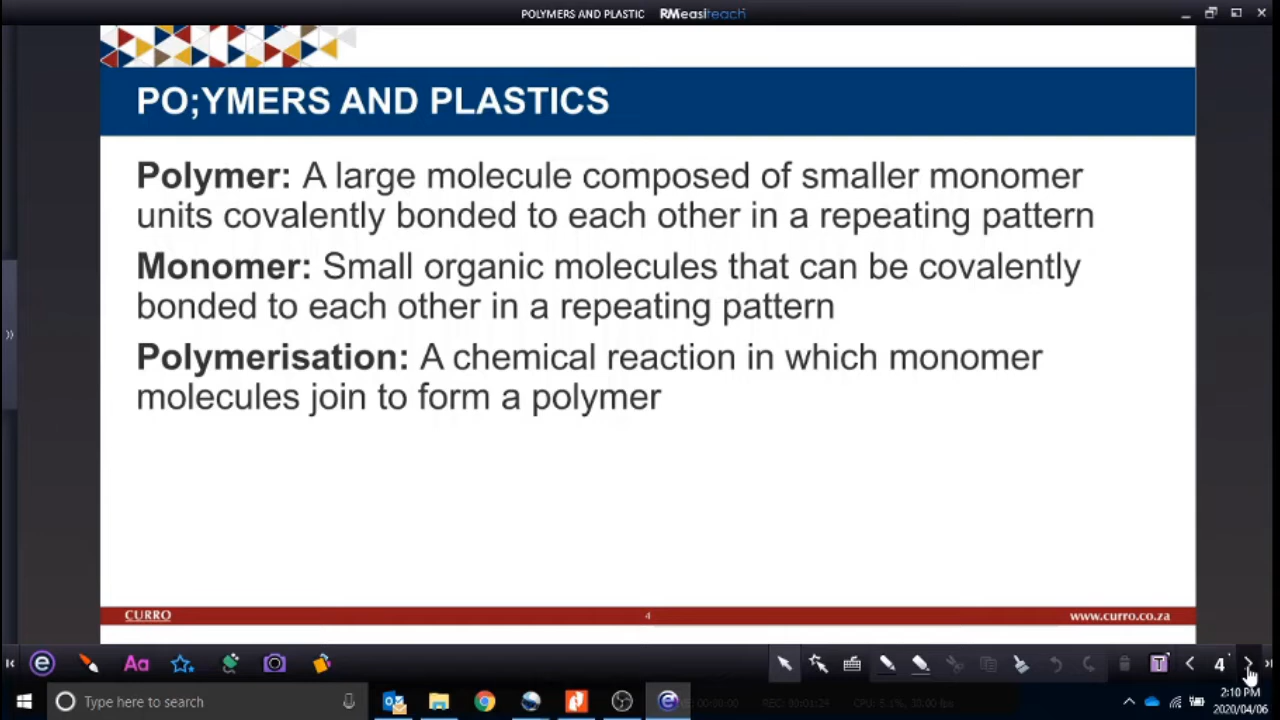 POLYMERS AND PLASTIC RMeasiteach
PO;YMERS AND PLASTICS
Polymer: A large molecule composed of smaller monomer
units covalently bonded to each other in a repeating pattern
Monomer: Small organic molecules that can be covalently
bonded to each other in a repeating pattern
Polymerisation: A chemical reaction in which monomer
molecules join to form a polymer
CURRO 4 www.curro.co.za
Aa T 4
2:10 PM
Type here to search
2020/04/06